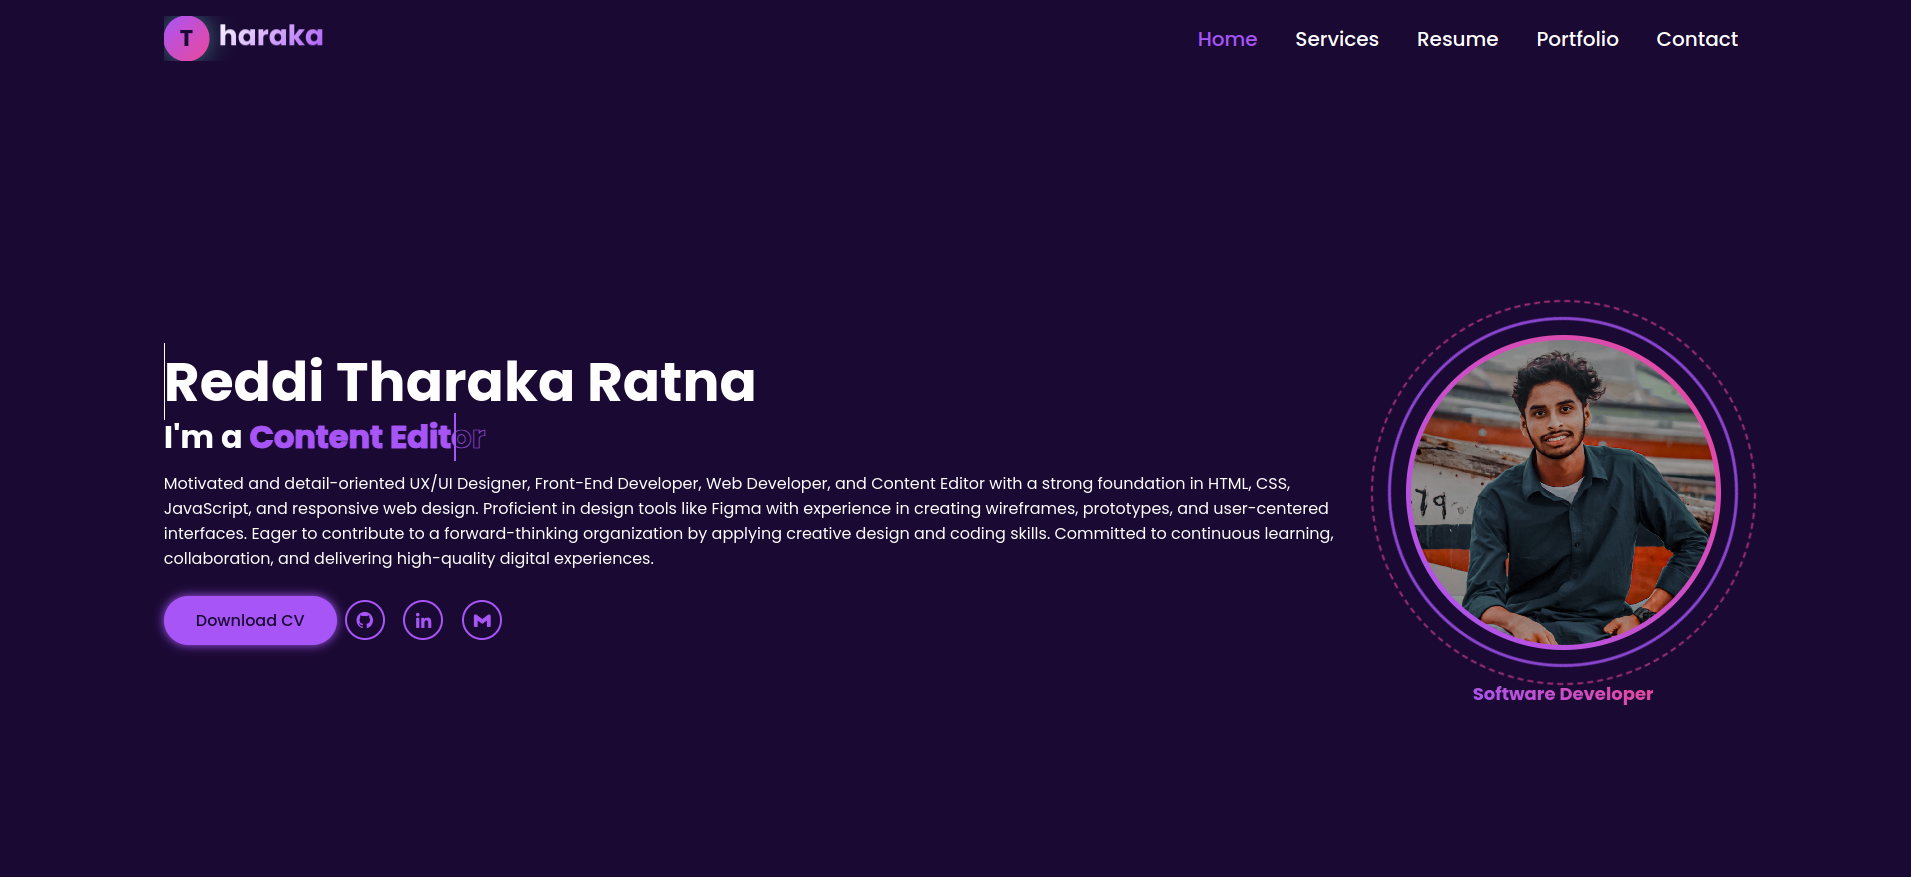 T haraka
Home Services Resume Portfolio Contact
Reddi Tharaka Ratna
I'm a Content Editor
Motivated and detail-oriented UX/UI Designer, Front-End Developer, Web Developer, and Content Editor with a strong foundation in HTML, CSS,
JavaScript, and responsive web design. Proficient in design tools like Figma with experience in creating wireframes, prototypes, and user-centered
interfaces. Eager to contribute to a forward-thinking organization by applying creative design and coding skills. Committed to continuous learning,
collaboration, and delivering high-quality digital experiences.
Download CV
in
Software Developer